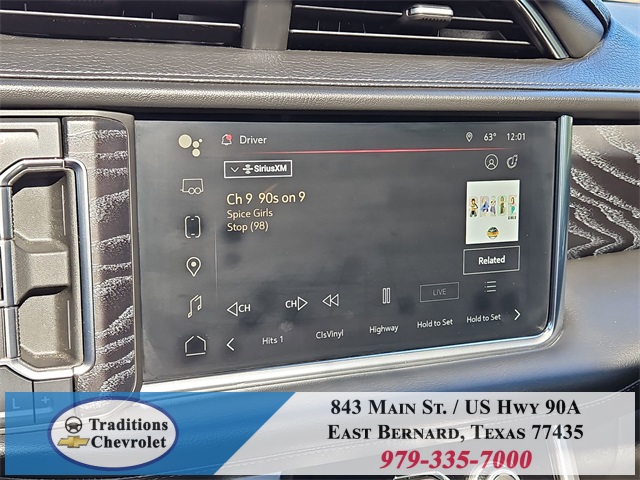 Driver 63° 12:01
SiriusXM
Ch 9 90s on 9
Spice Girls
Stop (98)
Related
CH CH LIVE
Hits 1 ClsVinyl Highway Hold to Set Hold to Set
L +
Traditions
Chevrolet
843 Main St. / US Hwy 90A
East Bernard, Texas 77435
979-335-7000